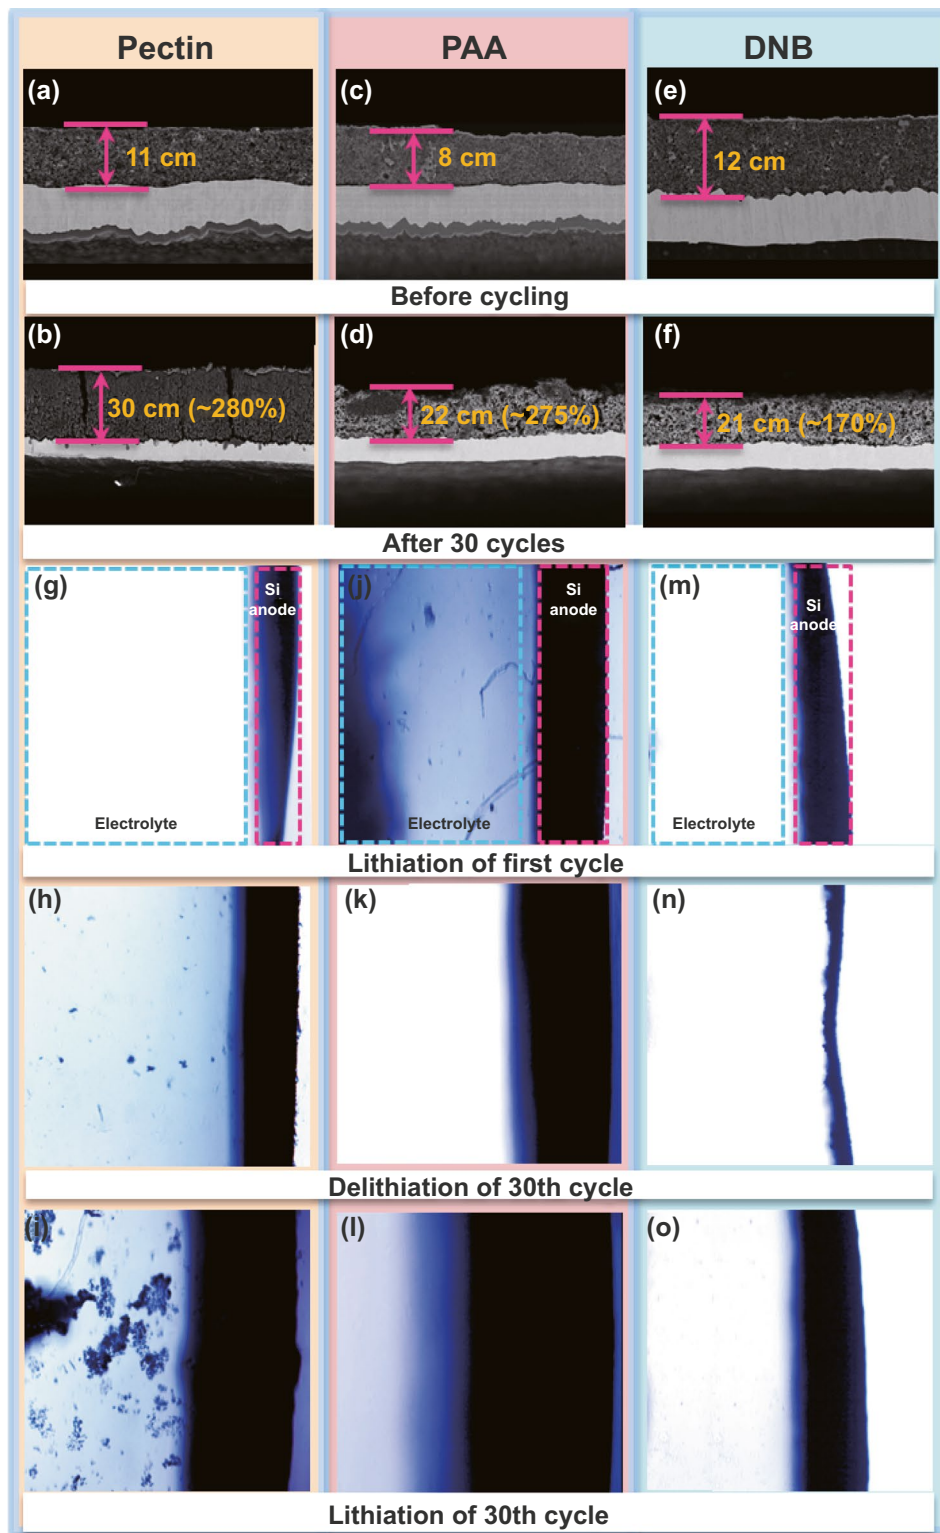 Pectin
PAA
DNB
(a)
(c)
(e)
11 cm
8 cm
12 cm
Before cycling
(b)
(d)
(f)
30 cm (~280%)
22 cm (~275%)
21 cm (~170%)
After 30 cycles
(g)
Si
anode
Electrolyte
(j)
Si
anode
Electrolyte
(m)
Si
anode
Electrolyte
Lithiation of first cycle
(h)
(k)
(n)
Delithiation of 30th cycle
(i)
(l)
(o)
Lithiation of 30th cycle